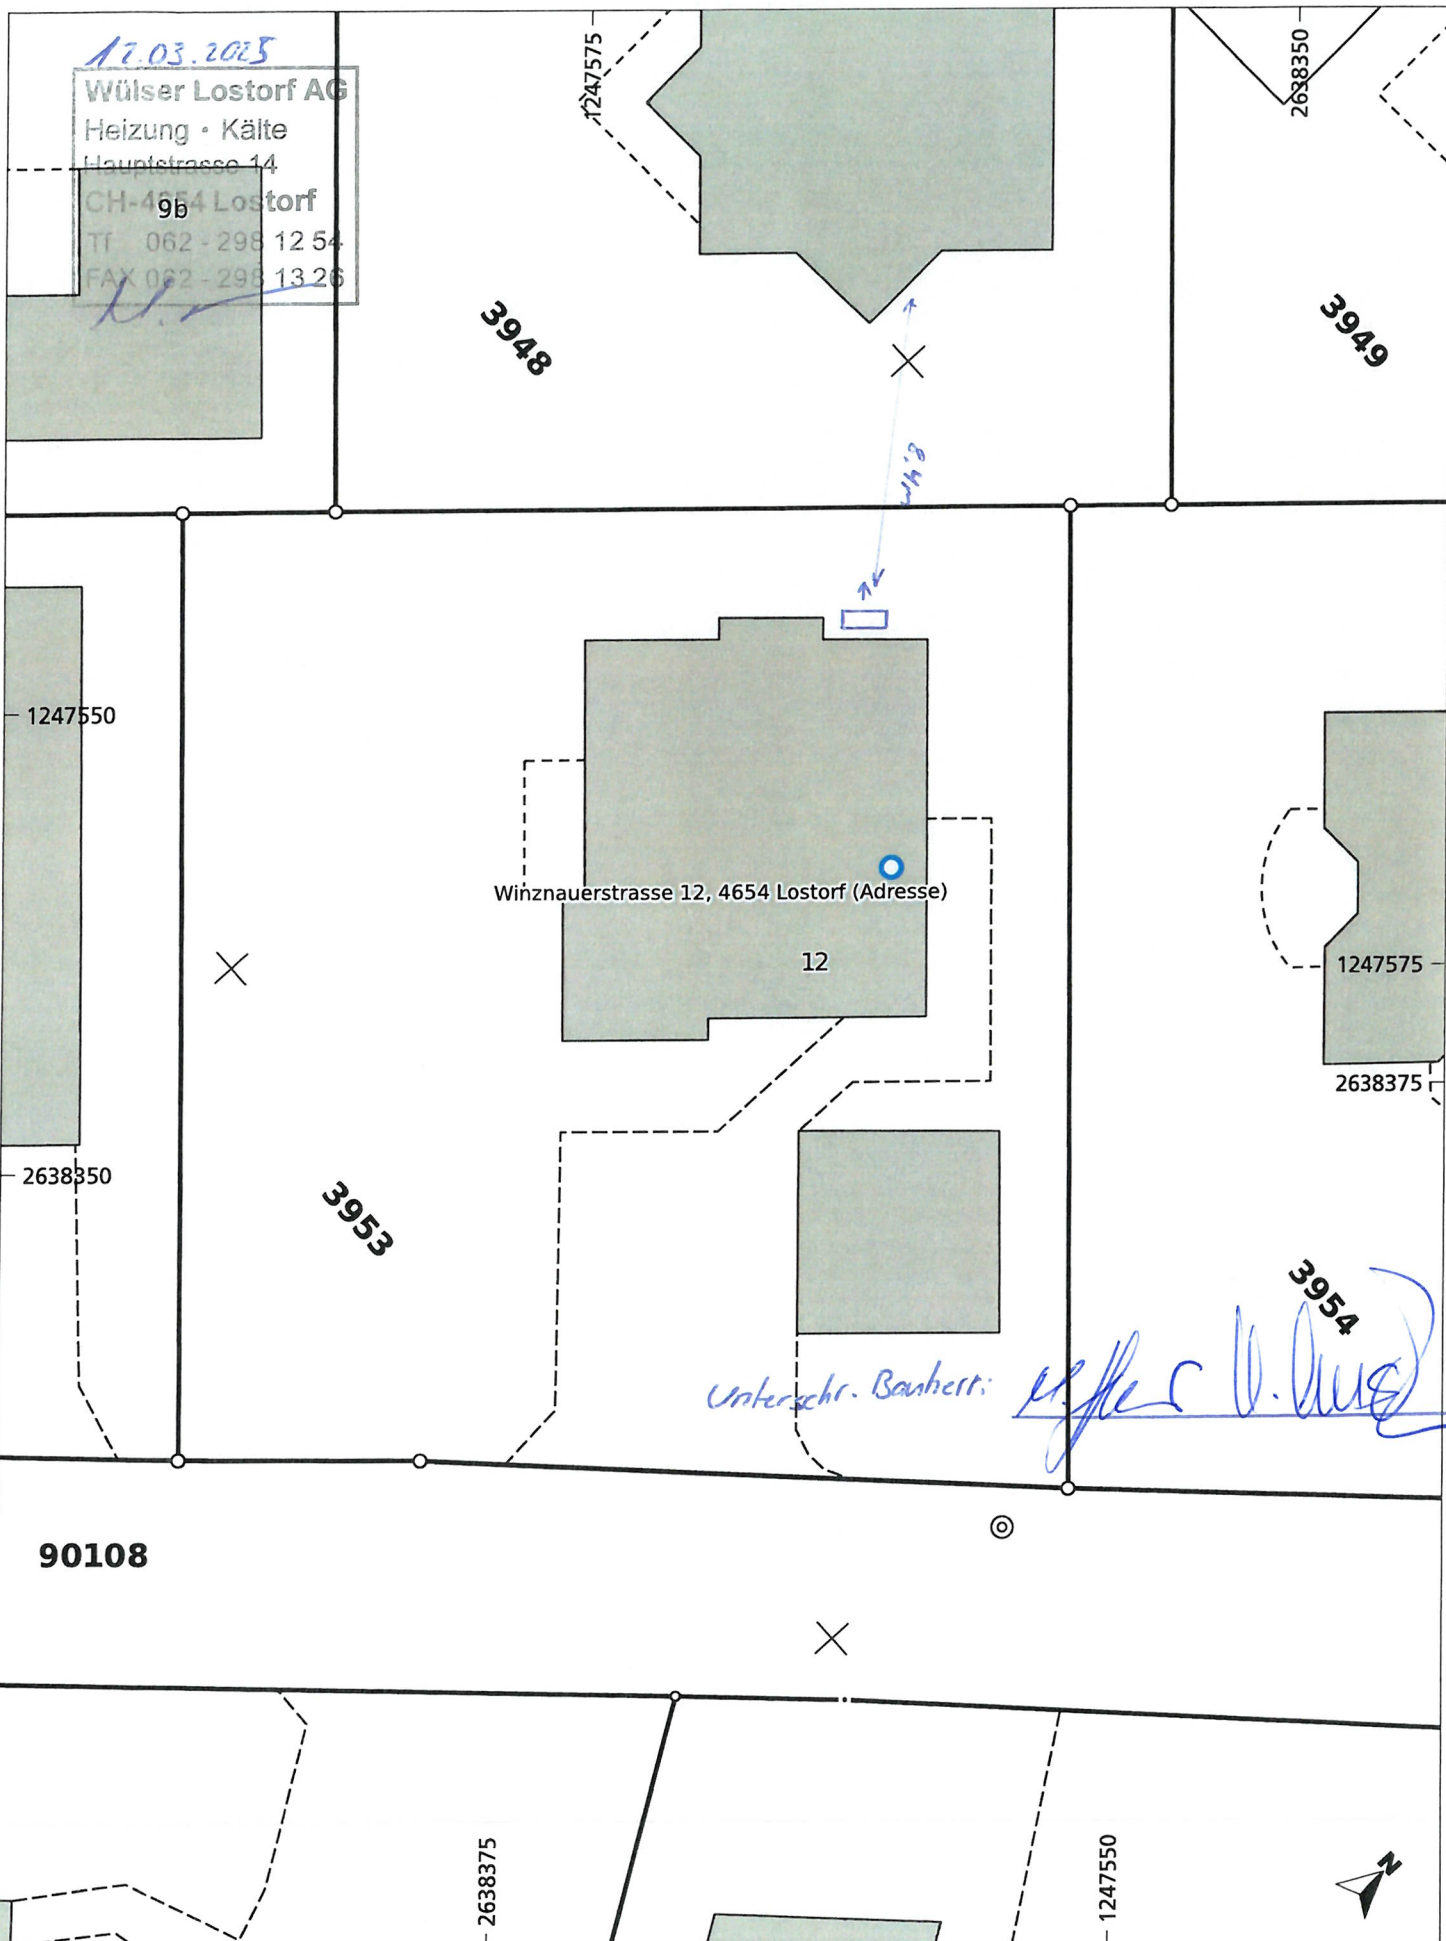 12.03.2025
Wülser Lostorf AG
Heizung · Kälte
Hauptstrasse 14
CH-4654 Lostorf
9b
Tf 062 - 298 12 54
FAX 062 - 298 13 26
1247575
2638350
3948
3949
8,4m
1247550
Winznauerstrasse 12, 4654 Lostorf (Adresse)
12
1247575
2638375
2638350
3953
3954
Unterschr. Bauherr:
90108
2638375
1247550
N